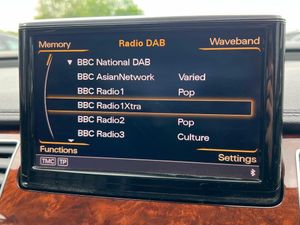 Memory Radio DAB Waveband
BBC National DAB
BBC AsianNetwork Varied
BBC Radio1 Pop
BBC Radio1Xtra
BBC Radio2 Pop
BBC Radio3 Culture
Functions Settings
TMC TP